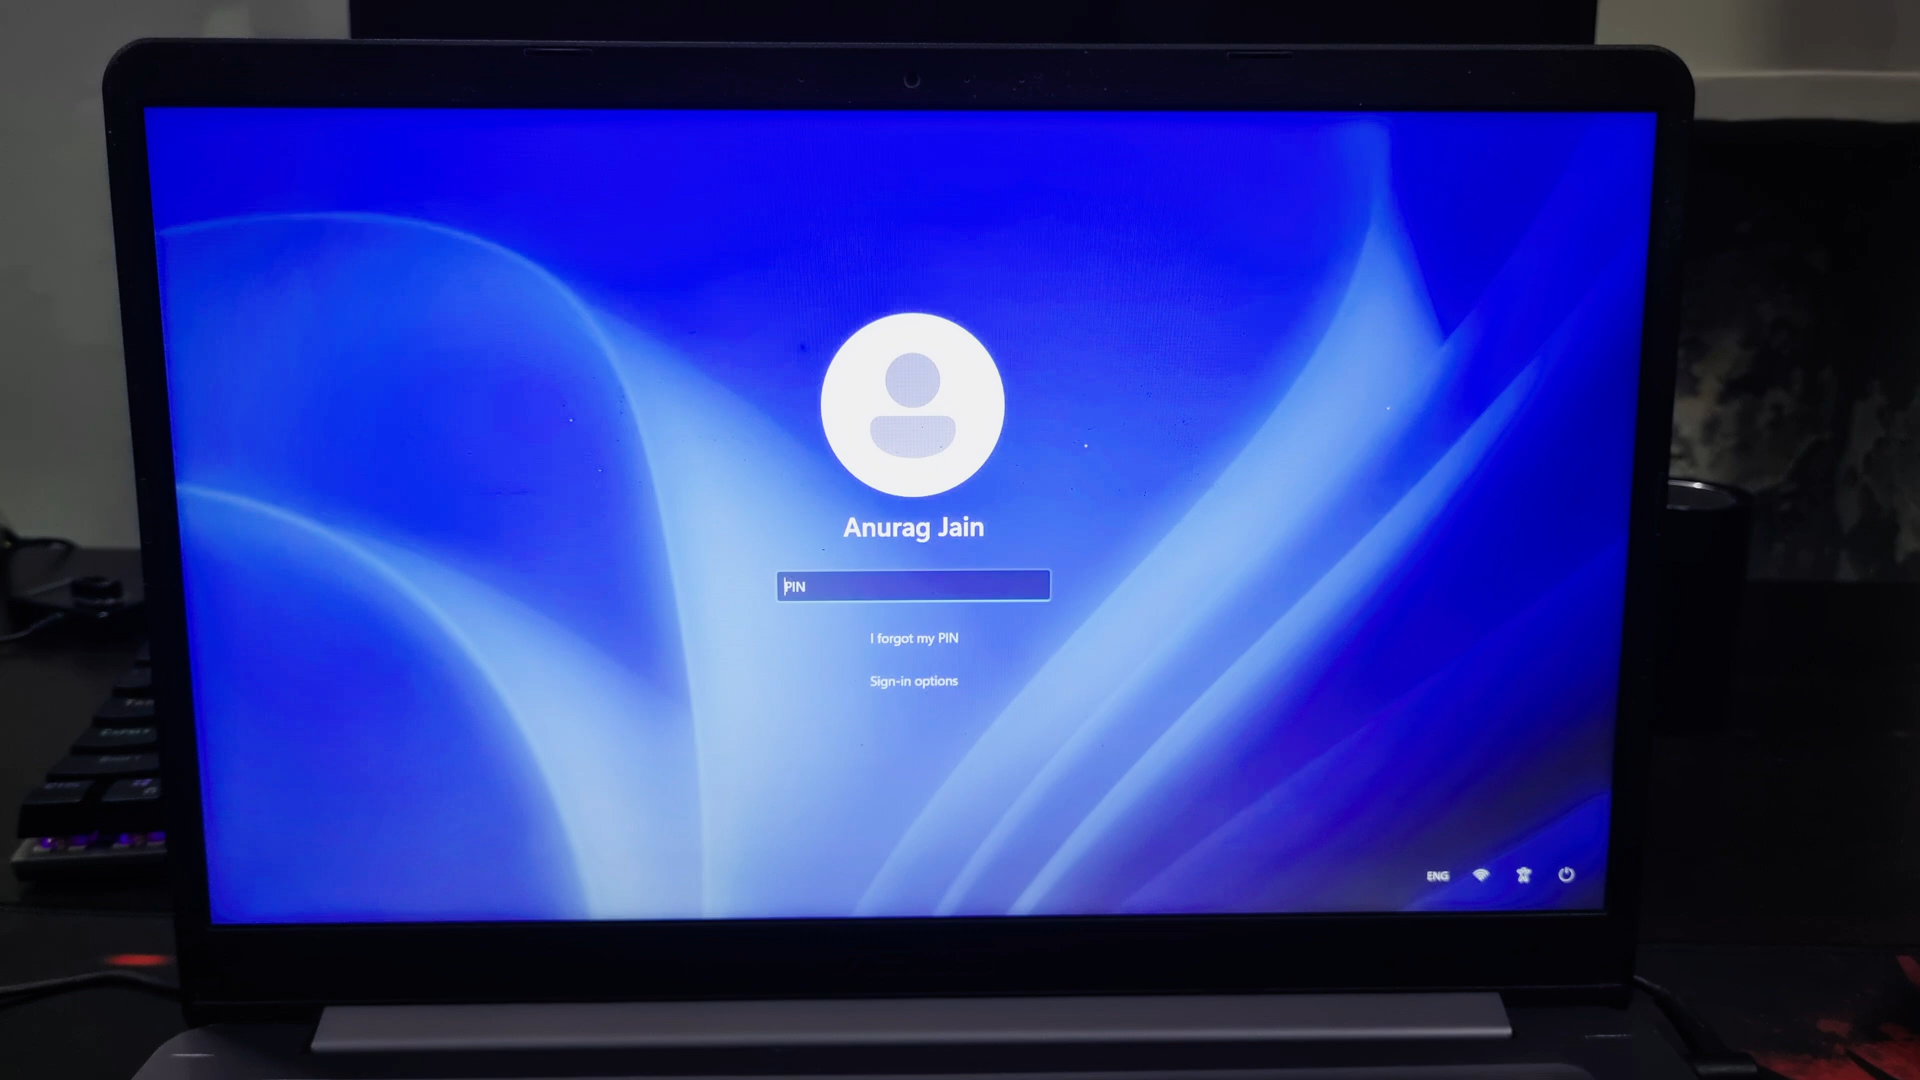 Anurag Jain
PIN
I forgot my PIN
Sign-in options
ENG